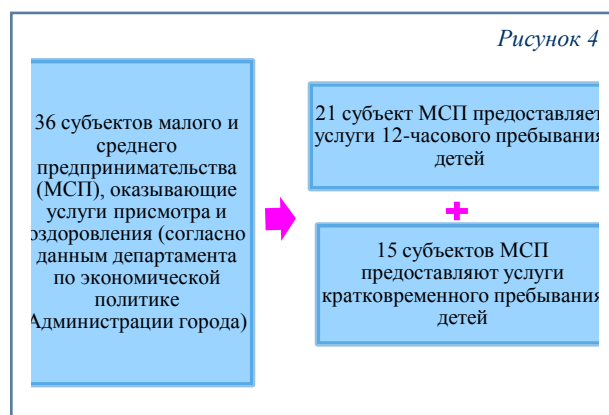 Рисунок 4
36 субъектов малого и
среднего
предпринимательства
(МСП), оказывающие
услуги присмотра и
оздоровления (согласно
данным департамента
по экономической
политике
Администрации города)
21 субъект МСП предоставляет
услуги 12-часового пребывания
детей
15 субъектов МСП
предоставляют услуги
кратковременного пребывания
детей